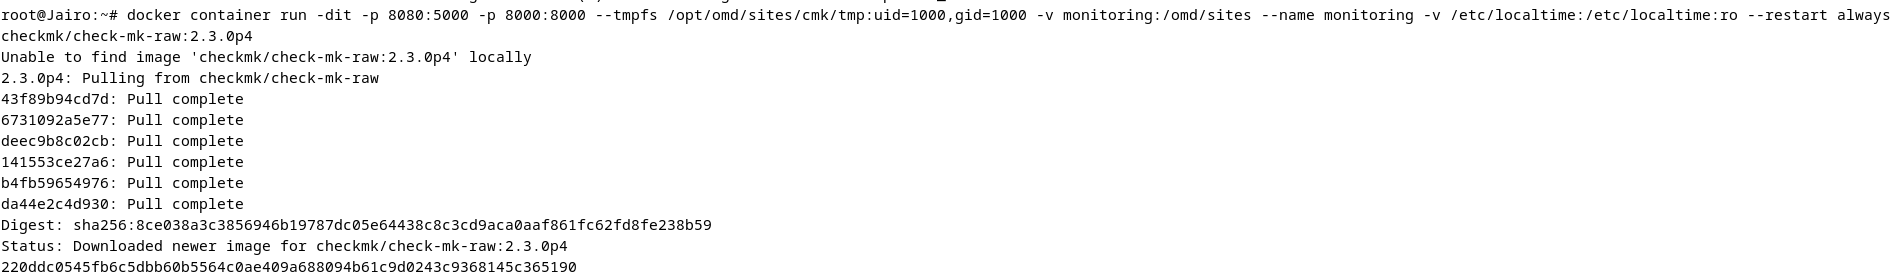 root@Jairo:~# docker container run -dit -p 8080:5000 -p 8000:8000 --tmpfs /opt/omd/sites/cmk/tmp:uid=1000,gid=1000 -v monitoring:/omd/sites --name monitoring -v /etc/localtime:/etc/localtime:ro --restart always
checkmk/check-mk-raw:2.3.0p4
Unable to find image 'checkmk/check-mk-raw:2.3.0p4' locally
2.3.0p4: Pulling from checkmk/check-mk-raw
43f89b94cd7d: Pull complete
6731092a5e77: Pull complete
deec9b8c02cb: Pull complete
141553ce27a6: Pull complete
b4fb59654976: Pull complete
da44e2c4d930: Pull complete
Digest: sha256:8ce038a3c3856946b19787dc05e64438c8c3cd9aca0aaf861fc62fd8fe238b59
Status: Downloaded newer image for checkmk/check-mk-raw:2.3.0p4
220ddc0545fb6c5dbb60b5564c0ae409a688094b61c9d0243c9368145c365190